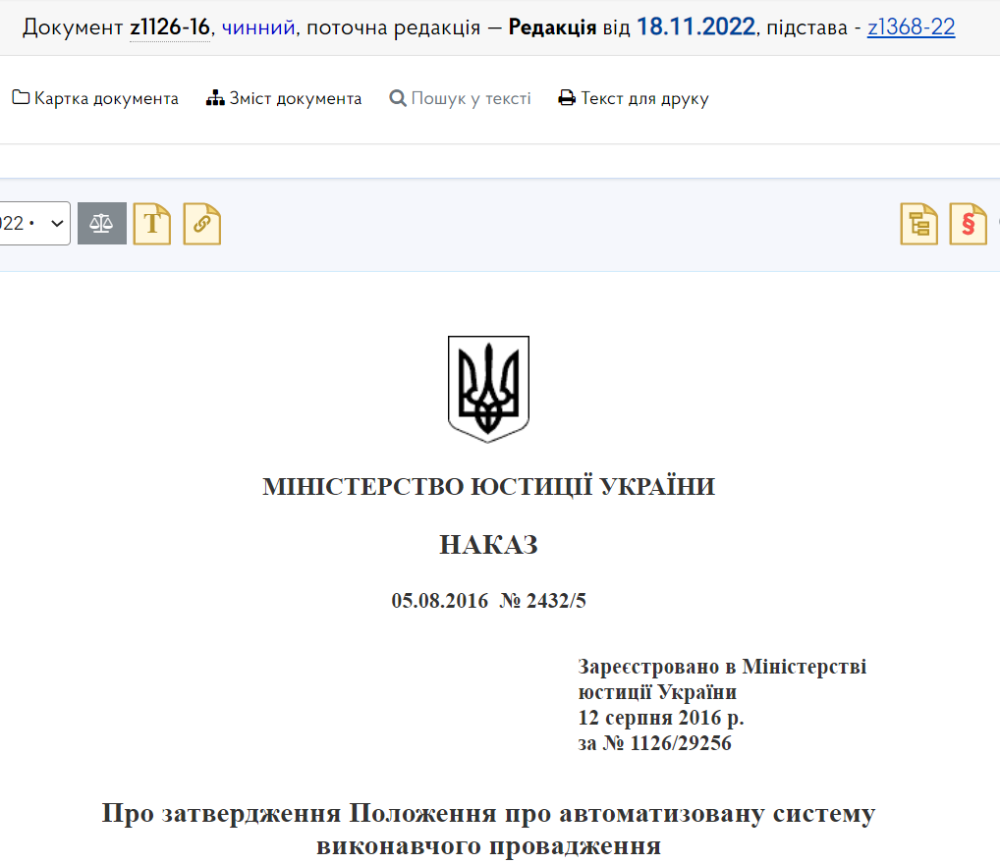 Документ z1126-16, чинний, поточна редакція — Редакція від 18.11.2022, підстава - z1368-22
Картка документа Зміст документа Пошук у тексті Текст для друку
022 •
T
§
МІНІСТЕРСТВО ЮСТИЦІЇ УКРАЇНИ
НАКАЗ
05.08.2016 № 2432/5
Зареєстровано в Міністерстві
юстиції України
12 серпня 2016 р.
за № 1126/29256
Про затвердження Положення про автоматизовану систему
виконавчого провадження